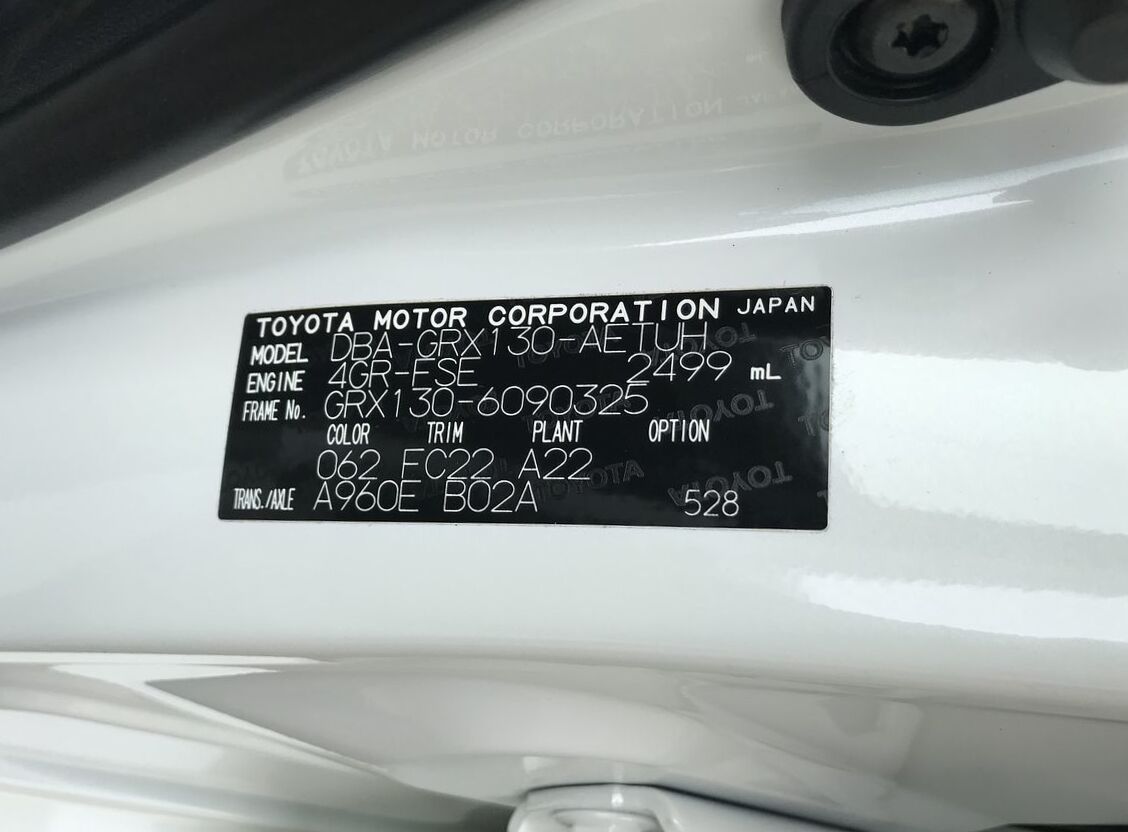 TOYOTA MOTOR CORPORATION JAPAN
MODEL DBA-GRX130-AETUH
ENGINE 4GR-FSE 2499 mL
FRAME No. GRX130-6090325
COLOR TRIM PLANT OPTION
062 FC22 A22
TRANS./AXLE A960E B02A 528